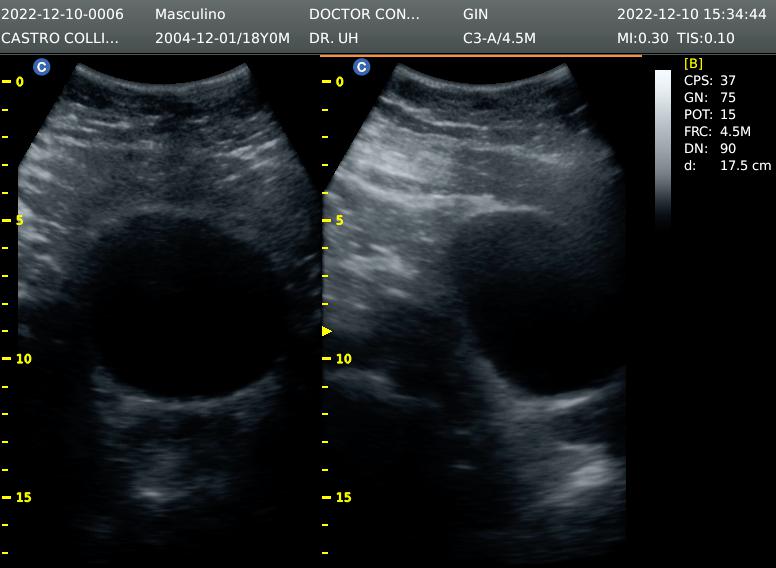 2022-12-10-0006 Masculino DOCTOR CON... GIN 2022-12-10 15:34:44
CASTRO COLLI... 2004-12-01/18Y0M DR. UH C3-A/4.5M MI:0.30 TIS:0.10
C C [B]
0 0 CPS: 37
GN: 75
POT: 15
FRC: 4.5M
DN: 90
d: 17.5 cm
5 5
10 10
15 15